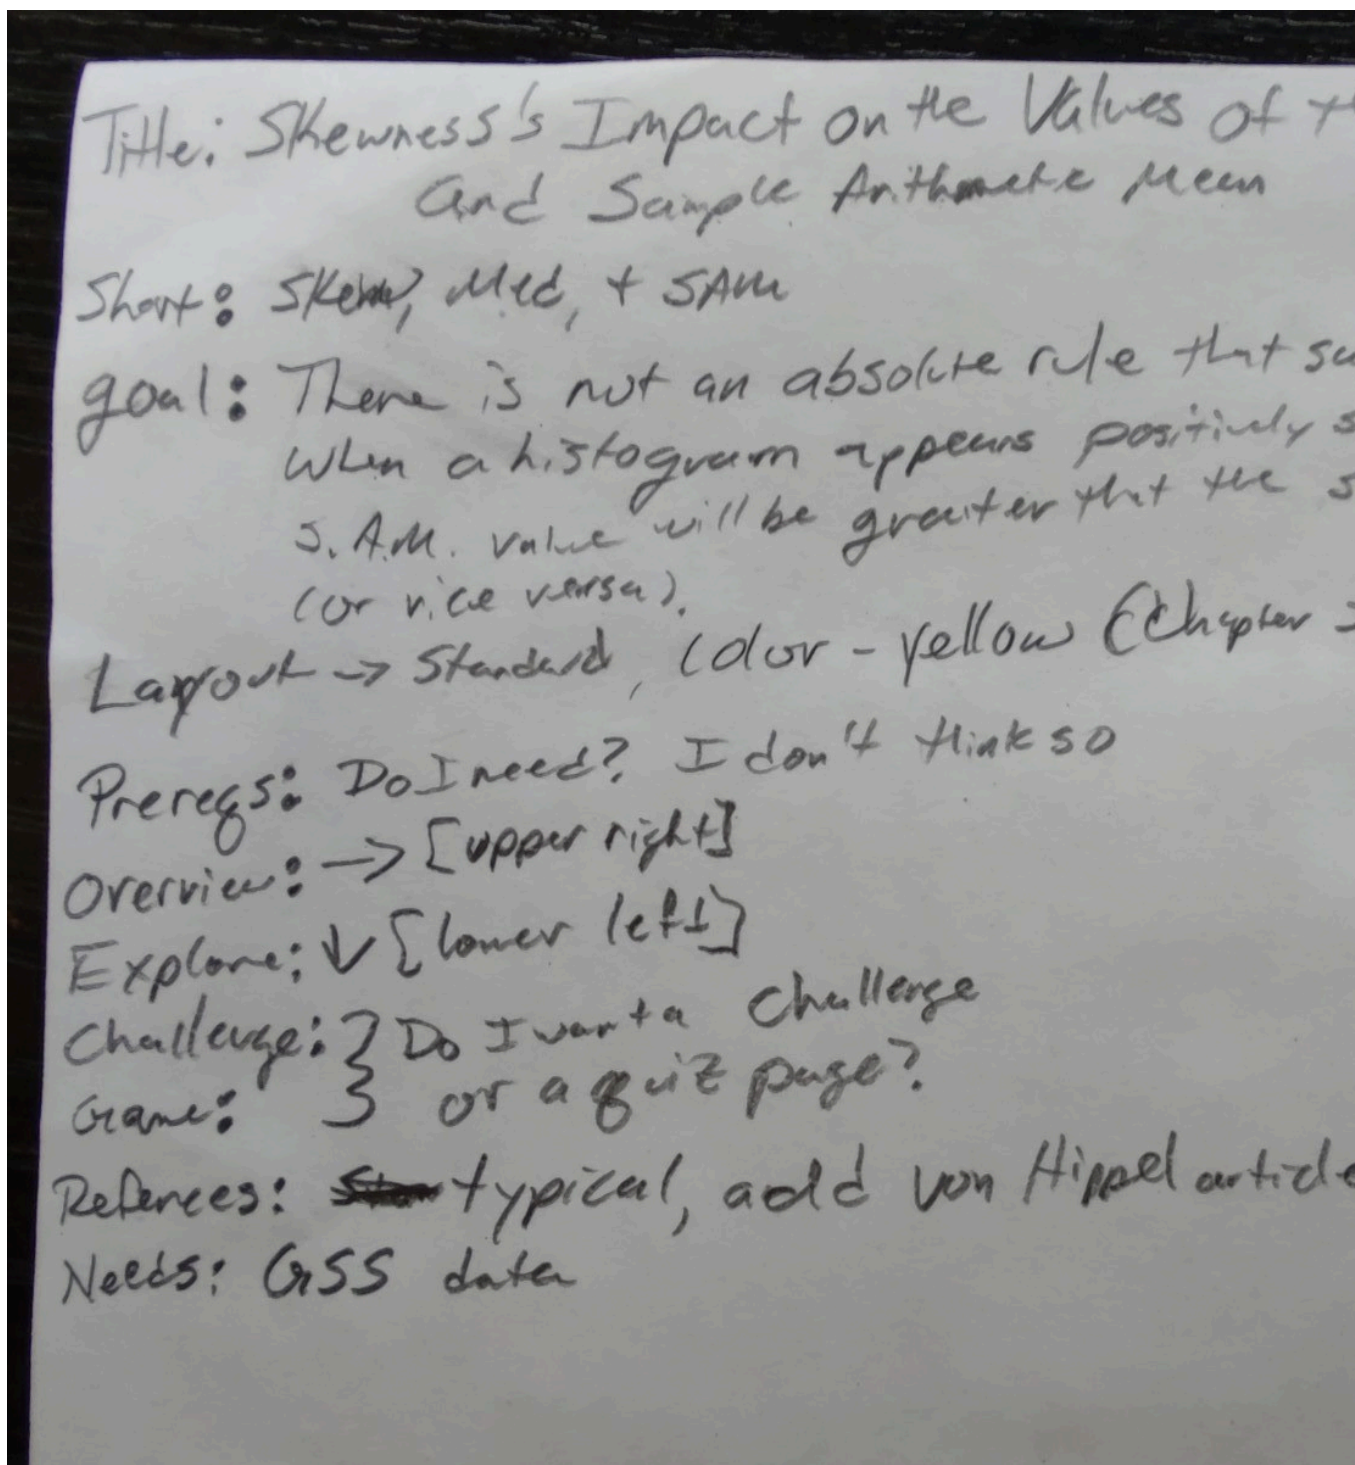 Title: Skewness's Impact on the Values of th
and Sample Arithmetic Mean
Short: Skew, Med, + SAM
goal: There is not an absolute rule that su
when a histogram appears positively s
S.A.M. value will be greater that the s
(or vice versa).
Layout -> Standard, Color - yellow (Chapter
Prereqs: Do I need? I don't think so
Overview: -> [upper right]
Explore: ↓ [lower left]
Challenge: } Do I want a challenge
Game: } or a quiz page?
Refereces: typical, add von Hippel article
Needs: GSS data